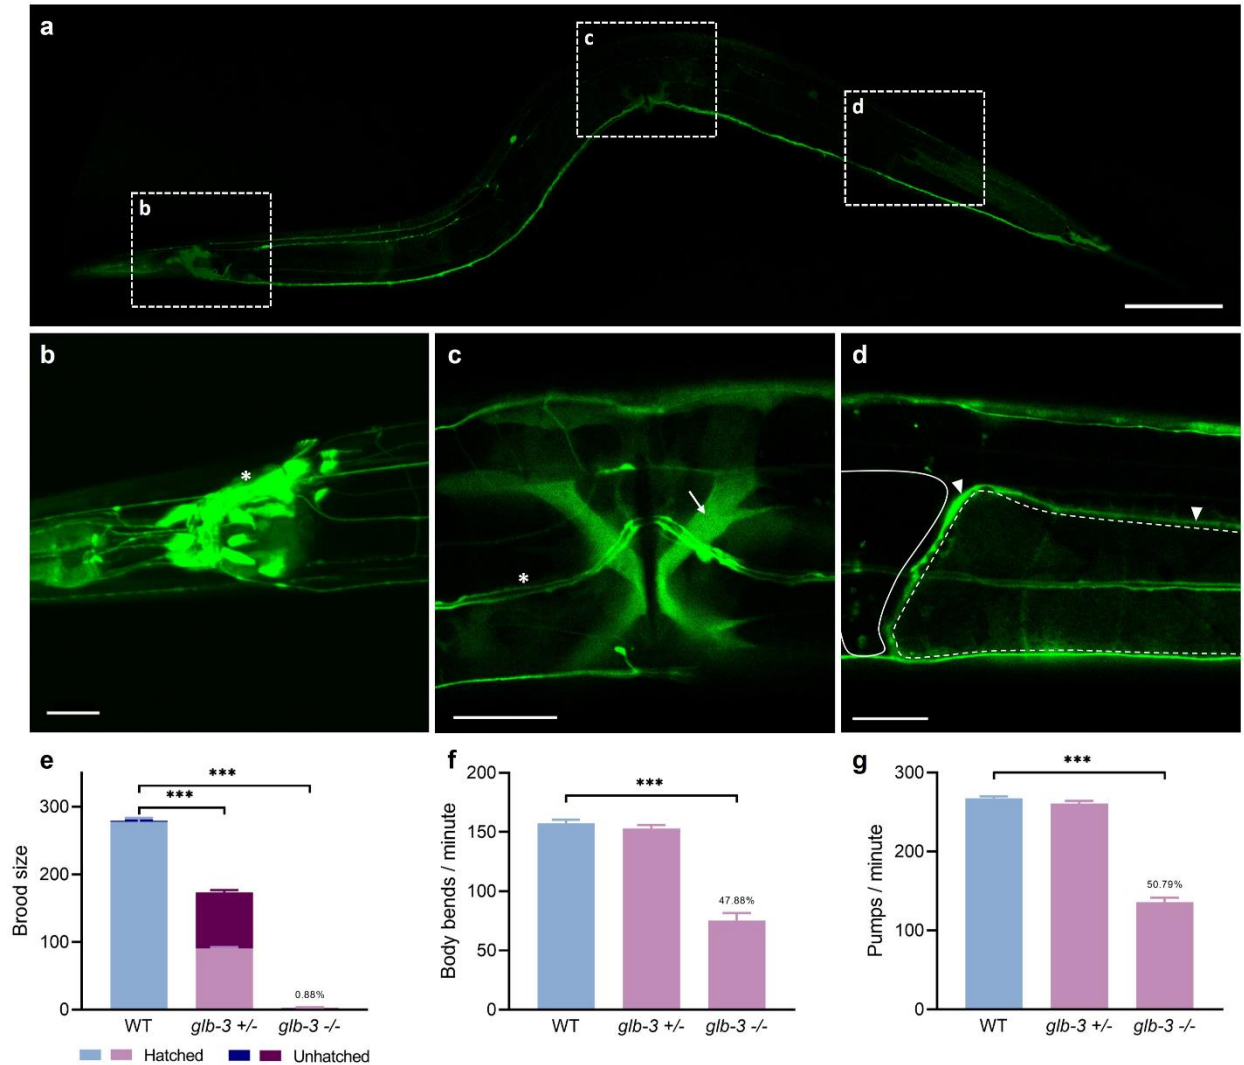 a
b
c
d
b
*
c
*
d
e
Brood size
300
200
100
0
***
***
0.88%
WT
glb-3 +/-
glb-3 -/-
Hatched
Unhatched
f
Body bends / minute
200
150
100
50
0
***
47.88%
WT
glb-3 +/-
glb-3 -/-
g
Pumps / minute
300
200
100
0
***
50.79%
WT
glb-3 +/-
glb-3 -/-